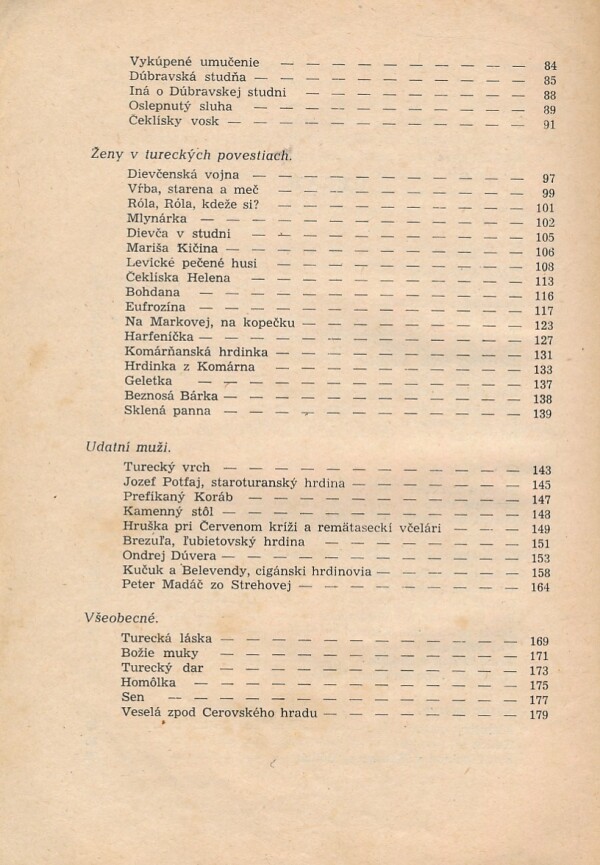 Vykúpené umučenie — — — — — — — — — — 84
Dúbravská studňa — — — — — — — — — — — 85
Iná o Dúbravskej studni — — — — — — — — — 88
Oslepnutý sluha — — — — — — — — — — — 89
Čeklísky vosk — — — — — — — — — — — — 91
Ženy v tureckých povestiach.
Dievčenská vojna — — — — — — — — — — — 97
Vŕba, starena a meč — — — — — — — — — — 99
Róla, Róla, kdeže si? — — — — — — — — — — 101
Mlynárka — — — — — — — — — — — — — 102
Dievča v studni — — — — — — — — — — — 105
Mariša Kičina — — — — — — — — — — — — 106
Levické pečené husi — — — — — — — — — — 108
Čeklíska Helena — — — — — — — — — — — 113
Bohdana — — — — — — — — — — — — — 116
Eufrozína — — — — — — — — — — — — — 117
Na Markovej, na kopečku — — — — — — — — — 123
Harfeníčka — — — — — — — — — — — — — 127
Komárňanská hrdinka — — — — — — — — — — 131
Hrdinka z Komárna — — — — — — — — — — 133
Geletka — — — — — — — — — — — — — 137
Beznosá Bárka — — — — — — — — — — — — 138
Sklená panna — — — — — — — — — — — — 139
Udatní muži.
Turecký vrch — — — — — — — — — — — — 143
Jozef Potfaj, staroturanský hrdina — — — — — — — 145
Prefíkaný Koráb — — — — — — — — — — — 147
Kamenný stôl — — — — — — — — — — — — 148
Hruška pri Červenom kríži a remätaseckí včelári — — — 149
Brezuľa, ľubietovský hrdina — — — — — — — — 151
Ondrej Dúvera — — — — — — — — — — — — 153
Kučuk a Belevendy, cigánski hrdinovia — — — — — — 158
Peter Madáč zo Strehovej — — — — — — — — — 164
Všeobecné.
Turecká láska — — — — — — — — — — — — 169
Božie muky — — — — — — — — — — — — 171
Turecký dar — — — — — — — — — — — — 173
Homôlka — — — — — — — — — — — — — 175
Sen — — — — — — — — — — — — — — 177
Veselá zpod Cerovského hradu — — — — — — — — 179